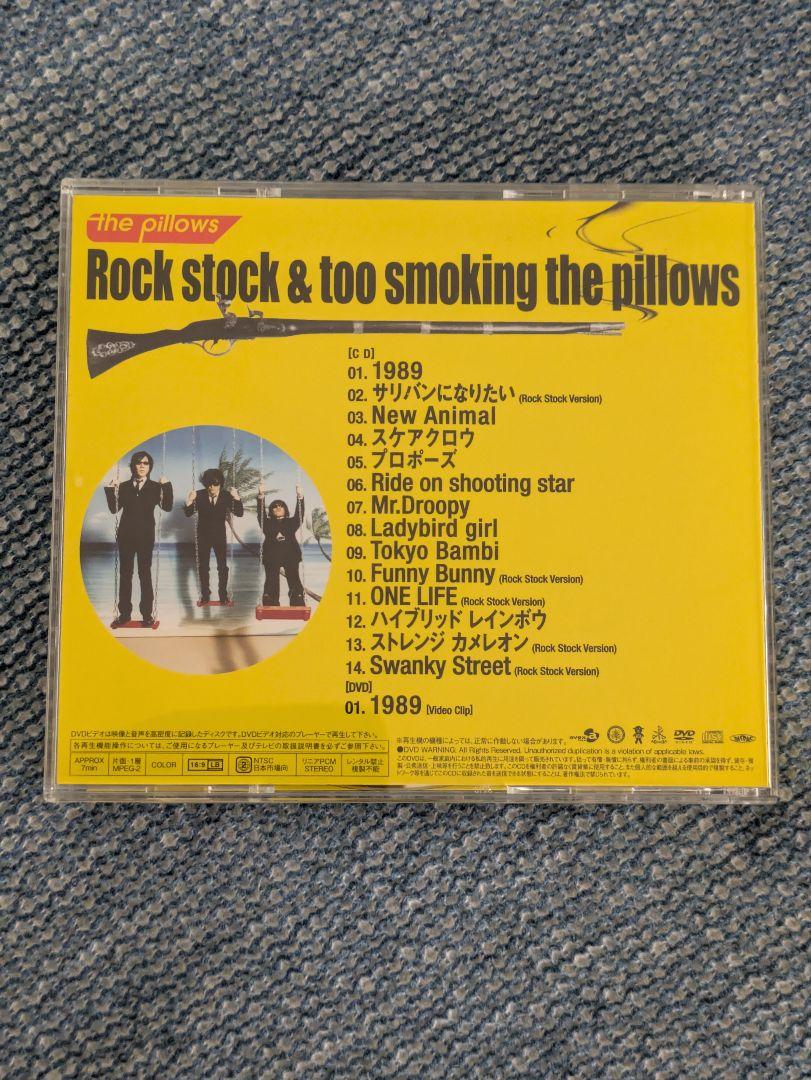 the pillows
Rock stock & too smoking the pillows
[CD]
01. 1989
02. サリバンになりたい (Rock Stock Version)
03. New Animal
04. スケアクロウ
05. プロポーズ
06. Ride on shooting star
07. Mr.Droopy
08. Ladybird girl
09. Tokyo Bambi
10. Funny Bunny (Rock Stock Version)
11. ONE LIFE (Rock Stock Version)
12. ハイブリッド レインボウ
13. ストレンジ カメレオン (Rock Stock Version)
14. Swanky Street (Rock Stock Version)
[DVD]
01. 1989 [Video Clip]
DVDビデオは映像と音声を高密度に記録したディスクです。DVDビデオ対応のプレーヤーで再生して下さい。
各再生機能操作については、ご使用になるプレーヤー及びテレビの取扱説明書を必ずご参照下さい。
APPROX 7min
片面・1層 MPEG-2
COLOR
16:9 LB
2 NTSC 日本市場向
リニアPCM STEREO
レンタル禁止 複製不能
※再生機の機種によっては、正常に作動しない場合があります。
●DVD WARNING: All Rights Reserved. Unauthorized duplication is a violation of applicable laws.
DVD